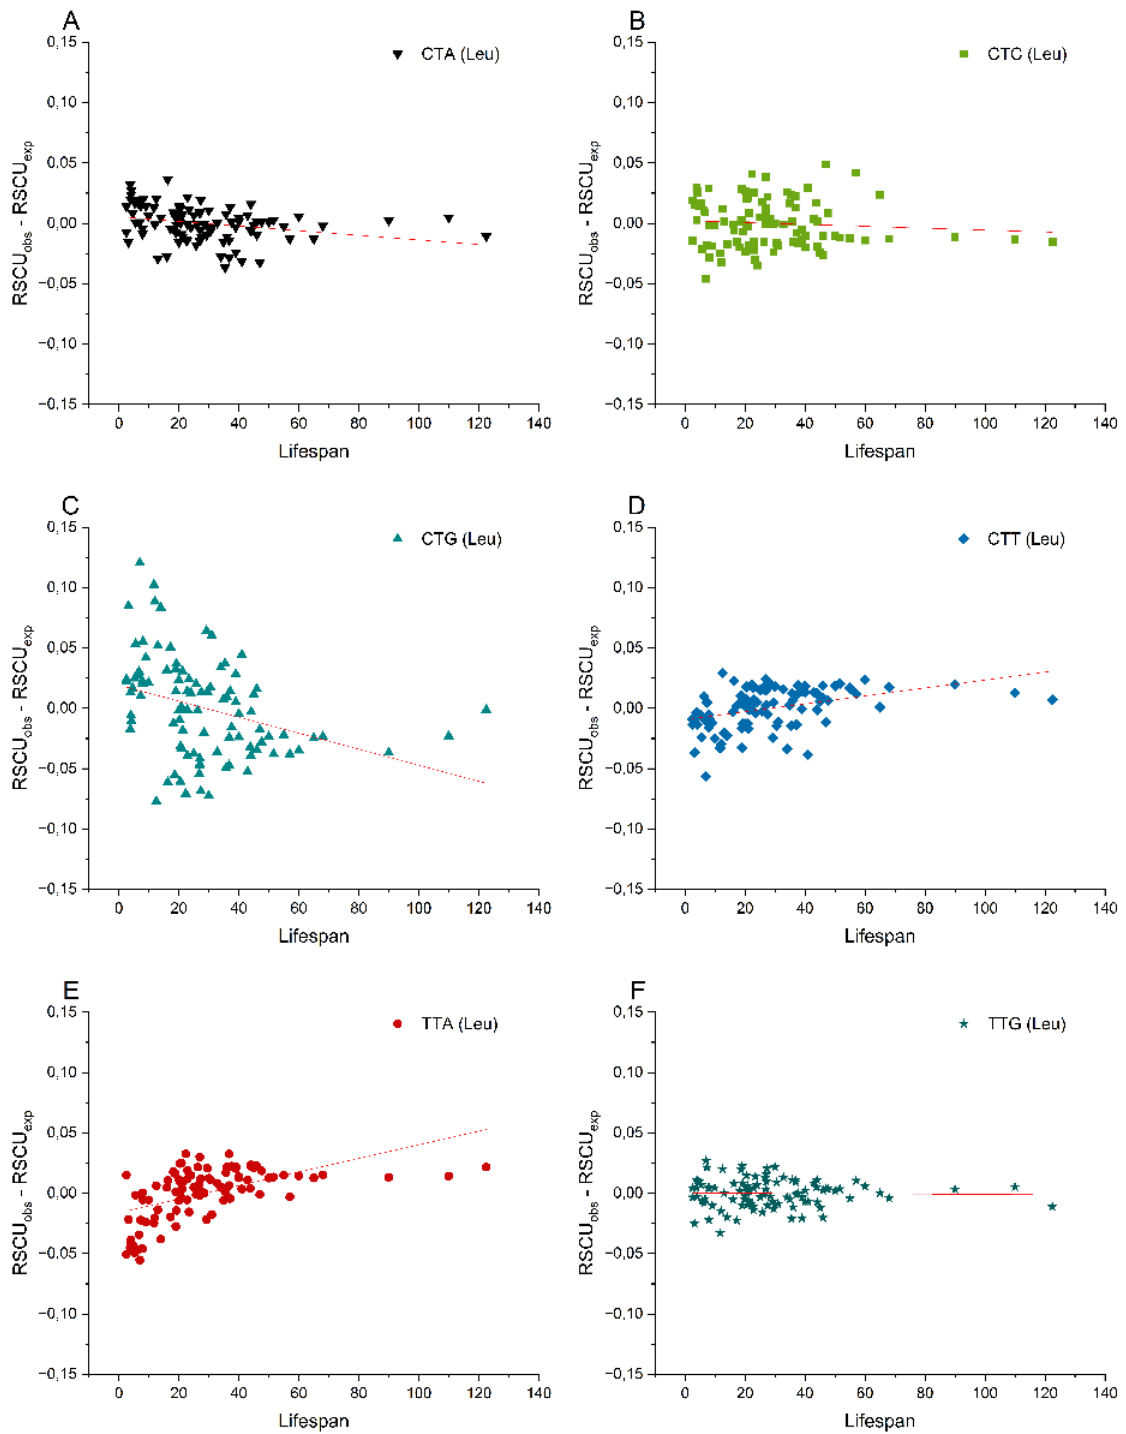 A
CTA (Leu)
0,15
0,10
0,05
0,00
−0,05
−0,10
−0,15
RSCUobs - RSCUexp
0 20 40 60 80 100 120 140
Lifespan
B
CTC (Leu)
0,15
0,10
0,05
0,00
−0,05
−0,10
−0,15
RSCUobs - RSCUexp
0 20 40 60 80 100 120 140
Lifespan
C
CTG (Leu)
0,15
0,10
0,05
0,00
−0,05
−0,10
−0,15
RSCUobs - RSCUexp
0 20 40 60 80 100 120 140
Lifespan
D
CTT (Leu)
0,15
0,10
0,05
0,00
−0,05
−0,10
−0,15
RSCUobs - RSCUexp
0 20 40 60 80 100 120 140
Lifespan
E
TTA (Leu)
0,15
0,10
0,05
0,00
−0,05
−0,10
−0,15
RSCUobs - RSCUexp
0 20 40 60 80 100 120 140
Lifespan
F
TTG (Leu)
0,15
0,10
0,05
0,00
−0,05
−0,10
−0,15
RSCUobs - RSCUexp
0 20 40 60 80 100 120 140
Lifespan